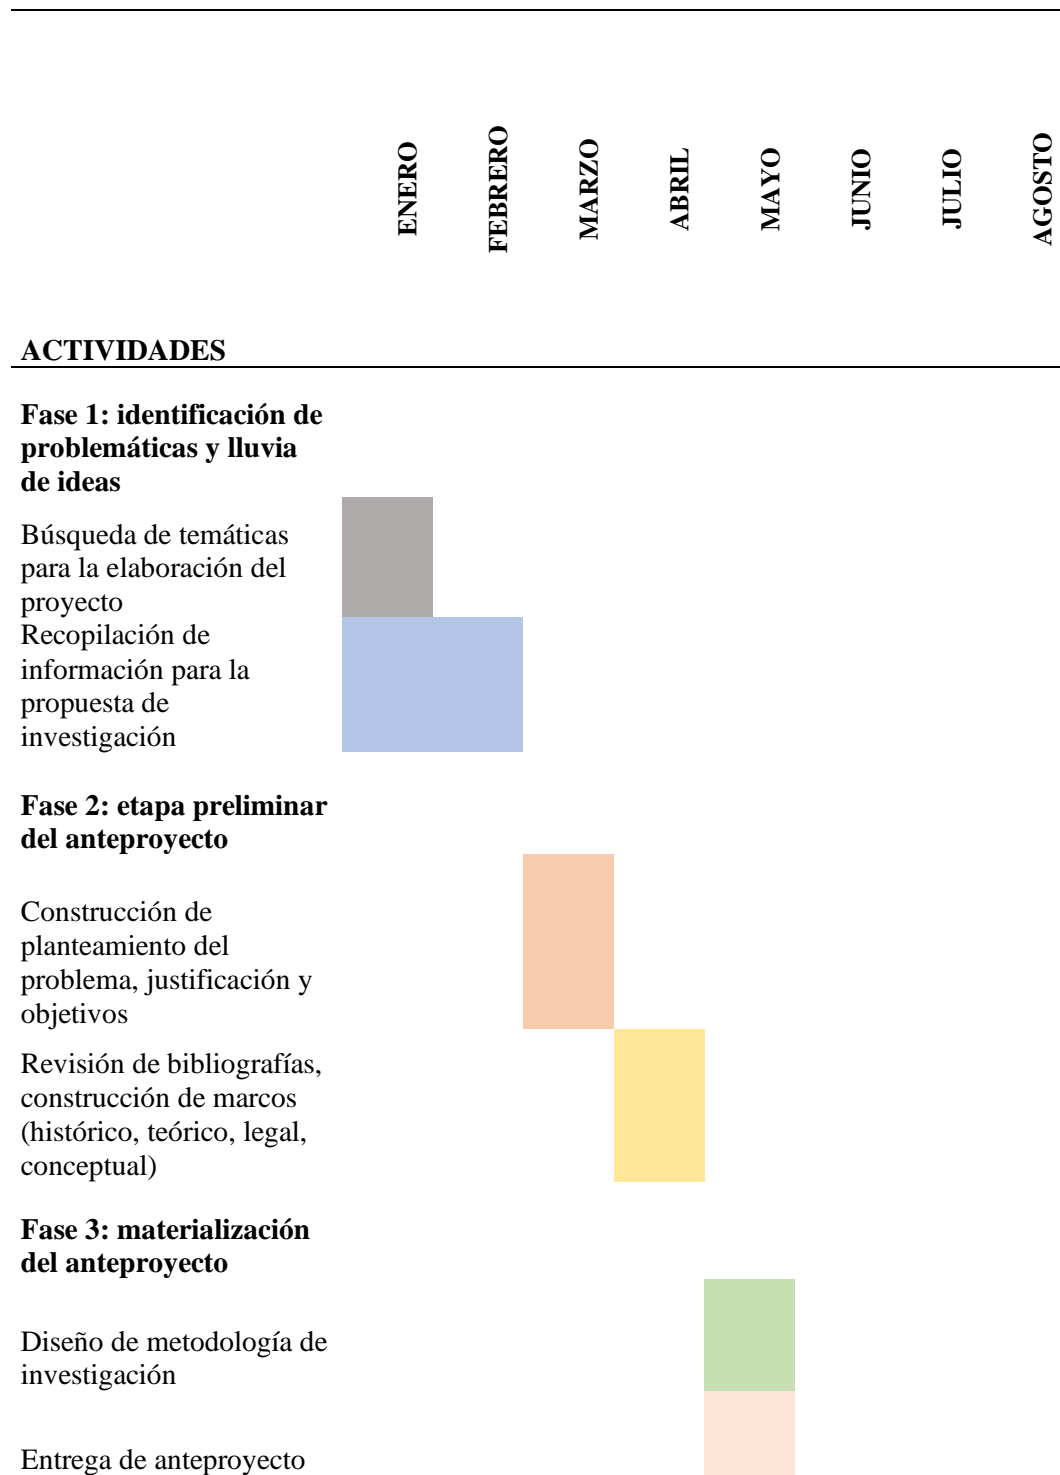 ENERO
FEBRERO
MARZO
ABRIL
MAYO
JUNIO
JULIO
AGOSTO
ACTIVIDADES
Fase 1: identificación de
problemáticas y lluvia
de ideas
Búsqueda de temáticas
para la elaboración del
proyecto
Recopilación de
información para la
propuesta de
investigación
Fase 2: etapa preliminar
del anteproyecto
Construcción de
planteamiento del
problema, justificación y
objetivos
Revisión de bibliografías,
construcción de marcos
(histórico, teórico, legal,
conceptual)
Fase 3: materialización
del anteproyecto
Diseño de metodología de
investigación
Entrega de anteproyecto